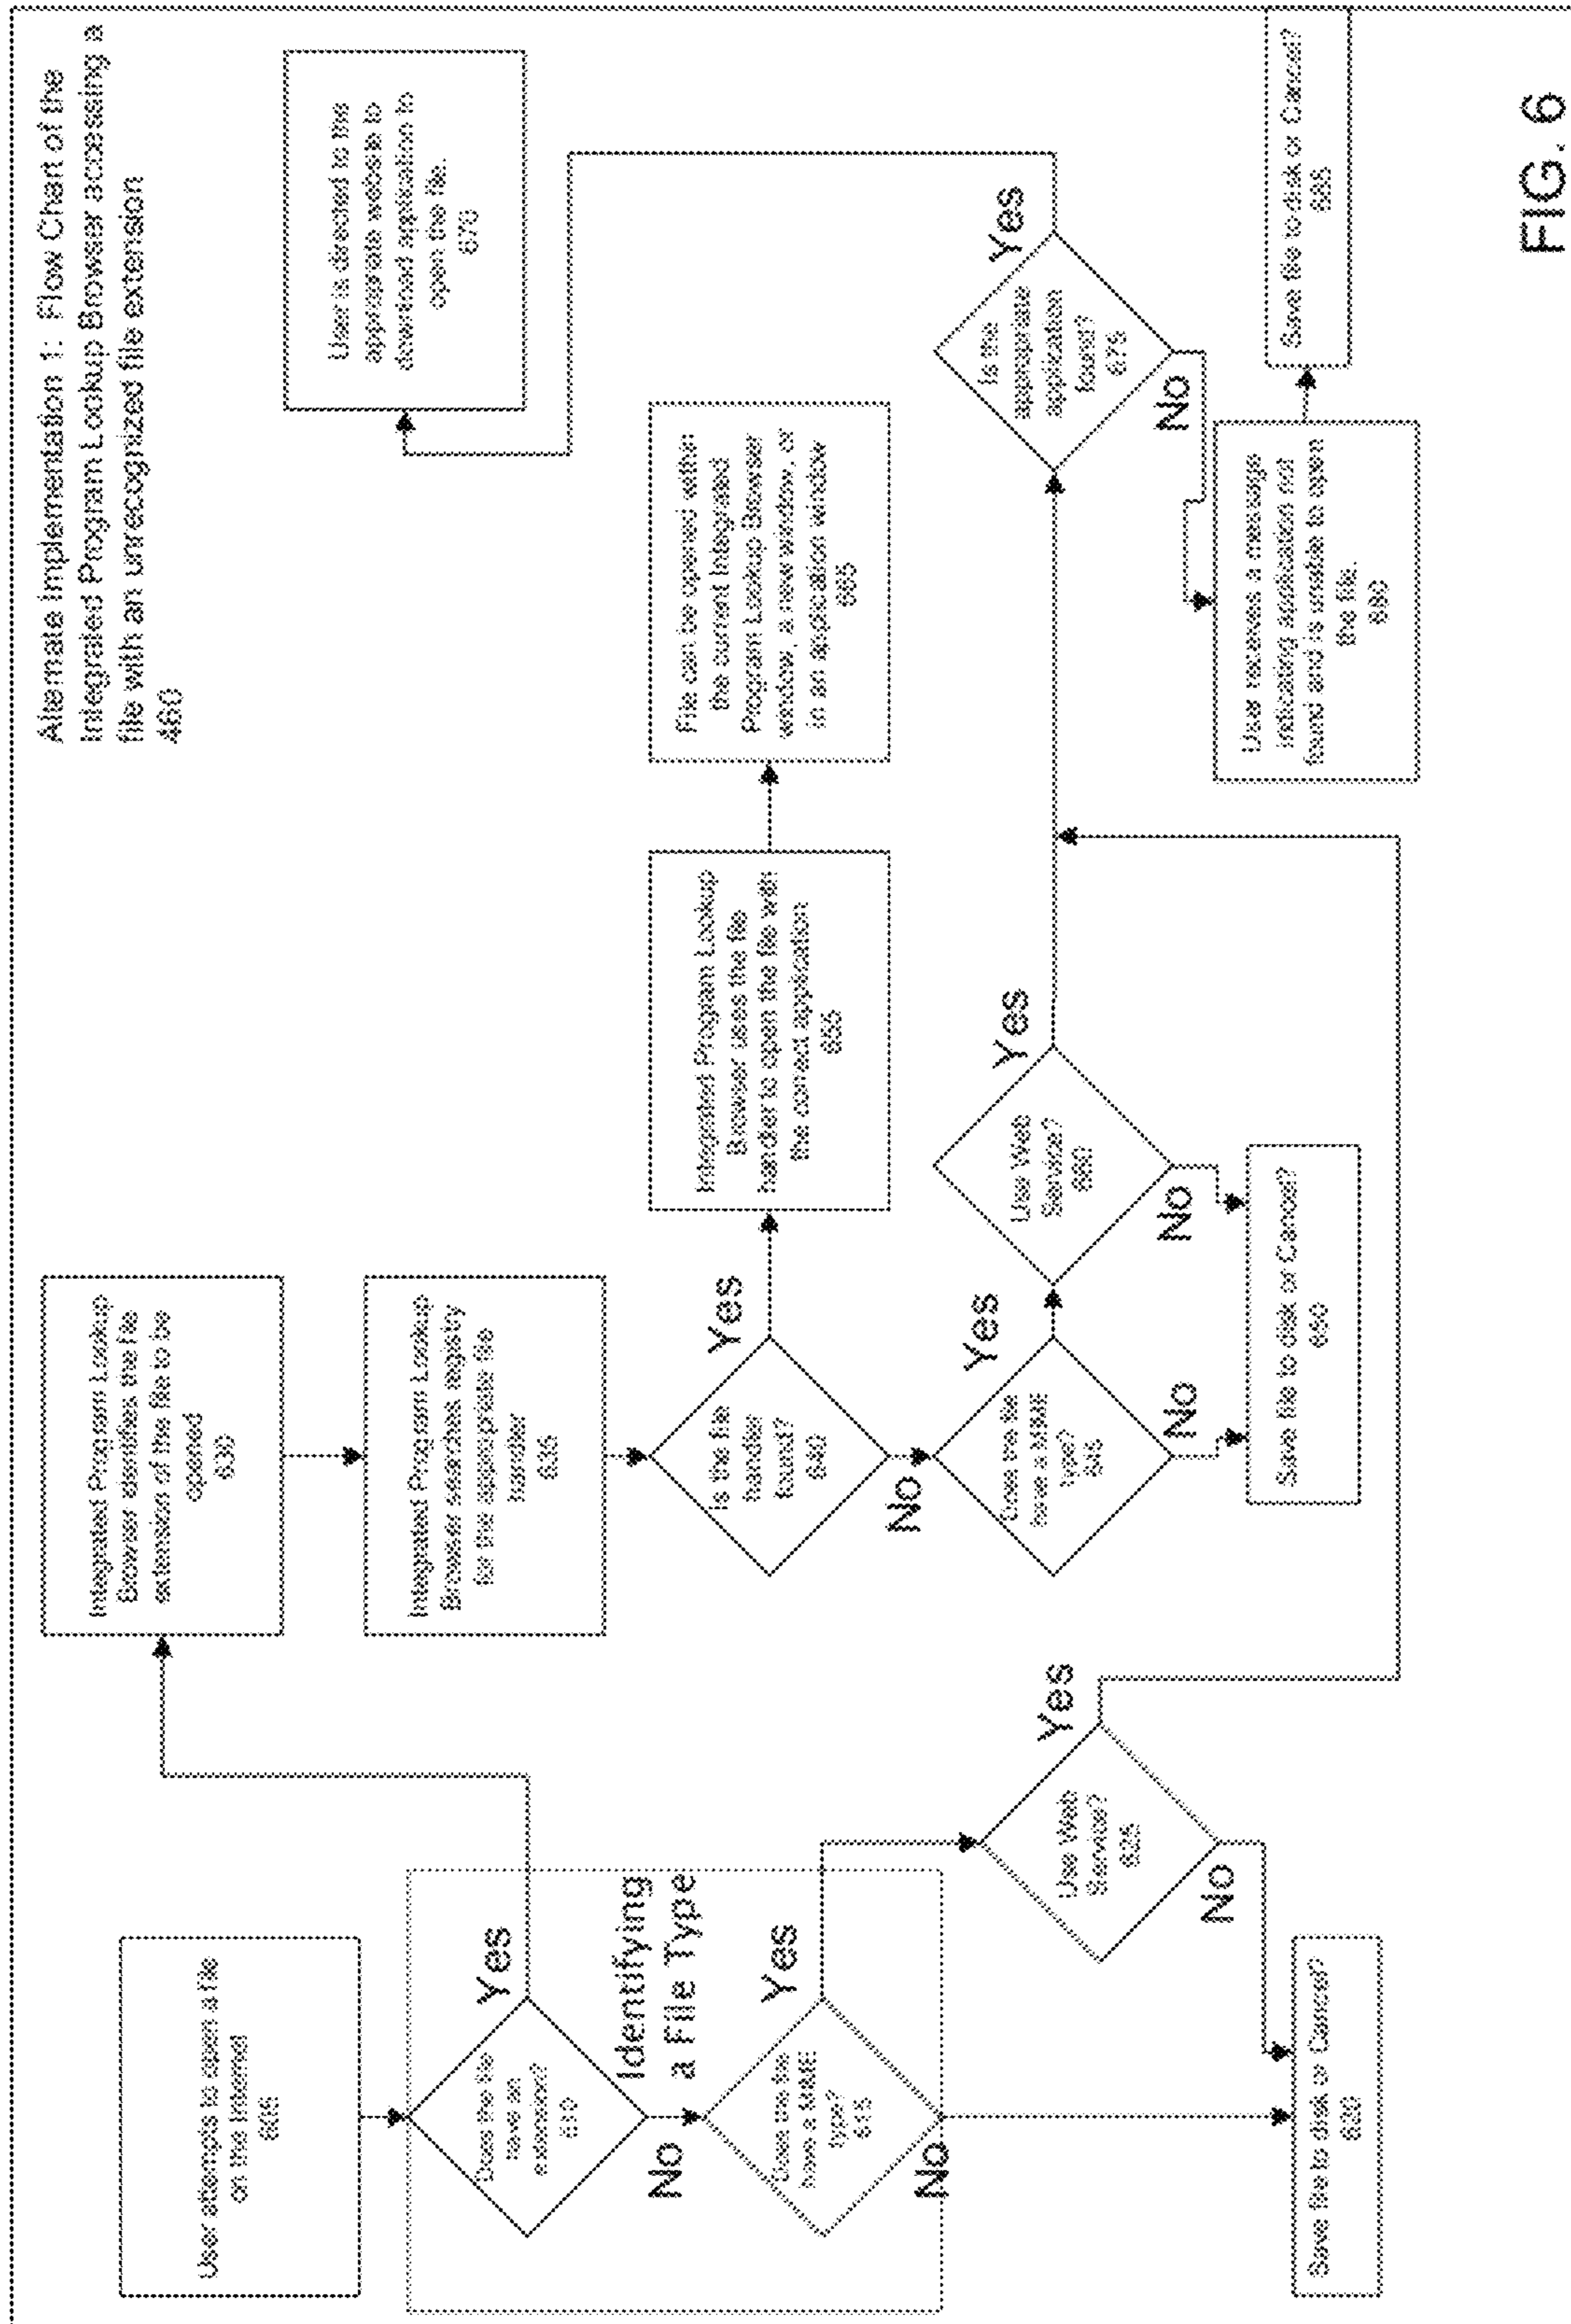 Alternate Implementation 1: Flow Chart of the
Integrated Program Lookup Browser accessing a
file with an unrecognized file extension
460
User attempts to open a file
on the Internet
605
Does the file
have an
extension?
610
Yes
No
Identifying
a File Type
Does the file
have a MIME
type?
615
Yes
No
Use Web
Service?
625
Yes
No
Save file to disk or Cancel?
620
Integrated Program Lookup
Browser identifies the file
extension of the file to be
opened
630
Integrated Program Lookup
Browser searches registry
for the appropriate file
handler
635
Is the file
handler
found?
640
Yes
No
Does the file
have a MIME
type?
645
Yes
No
Use Web
Service?
660
Yes
No
Save file to disk or Cancel?
650
Integrated Program Lookup
Browser uses the file
handler to open the file with
the correct application
655
File can be opened within
the current Integrated
Program Lookup Browser
window, a new window, or
in an application window
665
User is directed to the
appropriate website to
download application to
open the file.
670
Is the
appropriate
application
found?
675
Yes
No
User receives a message
indicating application not
found and is unable to open
the file.
680
Save file to disk or Cancel?
685
FIG. 6